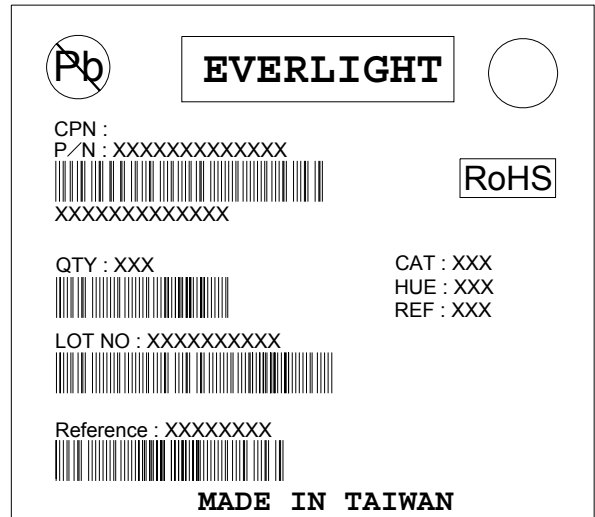 Pb
EVERLIGHT
CPN :
P/N : XXXXXXXXXXXXX
RoHS
XXXXXXXXXXXXX
QTY : XXX
CAT : XXX
HUE : XXX
REF : XXX
LOT NO : XXXXXXXXXX
Reference : XXXXXXXX
MADE IN TAIWAN